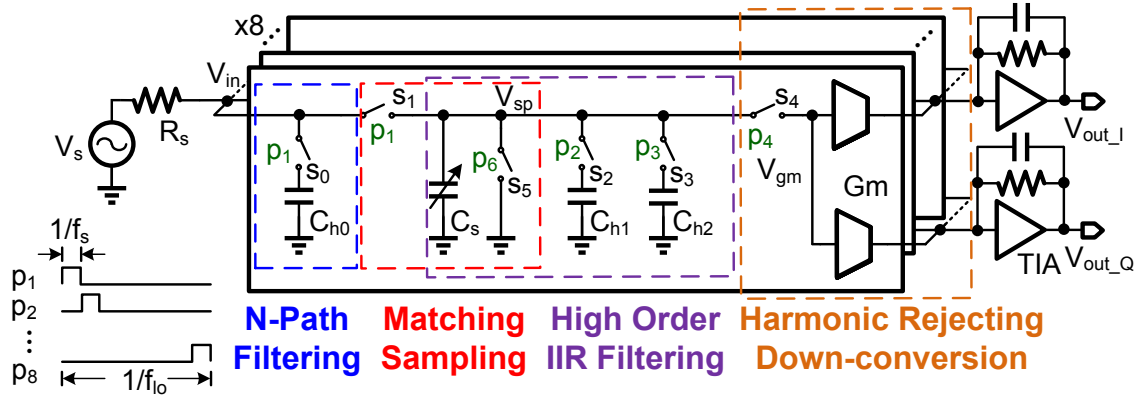 x8
V_in
R_s
V_s
p_1
s_0
C_h0
s_1
p_1
V_sp
C_s
p_6
s_5
p_2
s_2
C_h1
p_3
s_3
C_h2
s_4
p_4
V_gm
Gm
V_out_I
TIA
V_out_Q
1/f_s
p_1
p_2
p_8
1/f_lo
N-Path
Filtering
Matching
Sampling
High Order
IIR Filtering
Harmonic Rejecting
Down-conversion